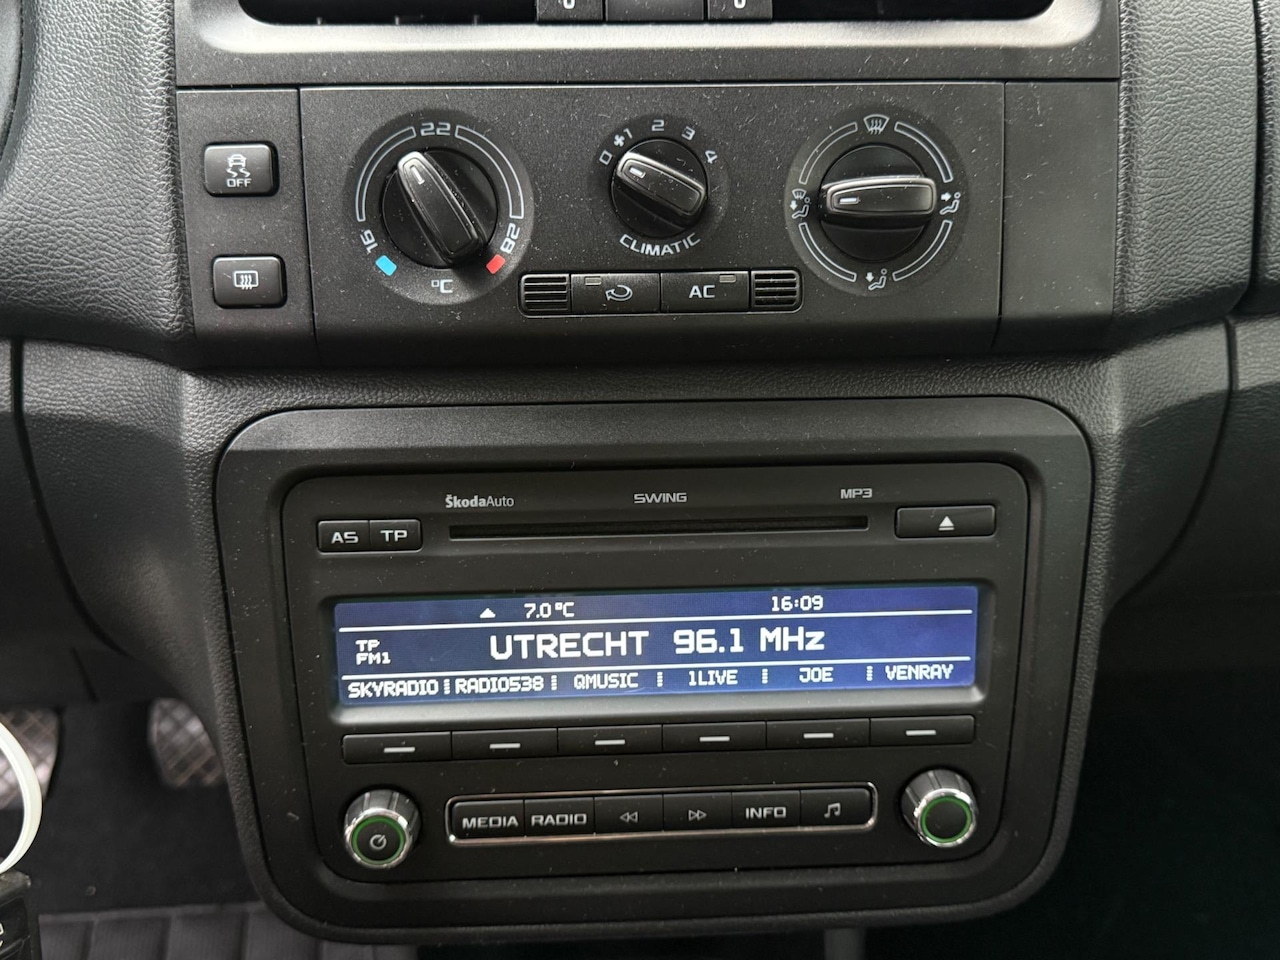 OFF
22
16
28
°C
0 1 2 3 4
CLIMATIC
AC
ŠkodaAuto SWING MP3
AS TP
7.0°C 16:09
TP
FM1
UTRECHT 96.1 MHz
SKYRADIO RADIO538 QMUSIC 1LIVE JOE VENRAY
MEDIA RADIO INFO